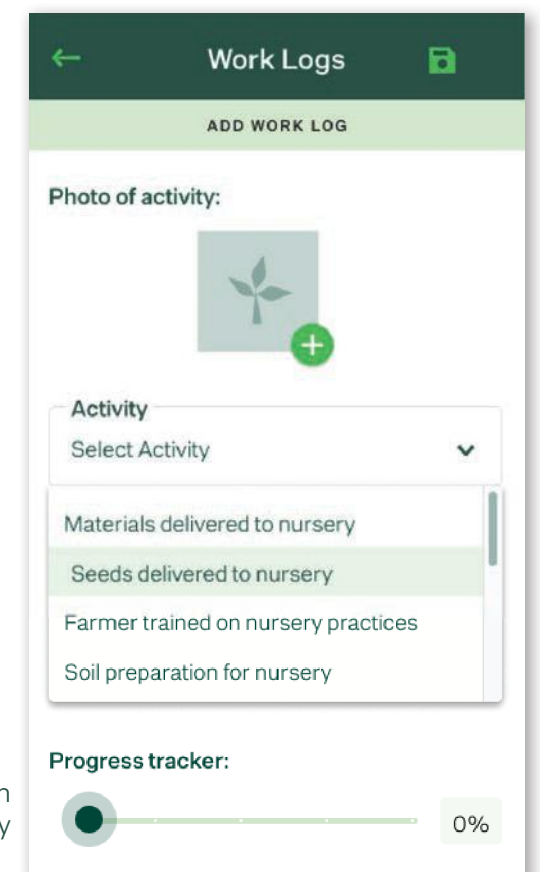 Work Logs
ADD WORK LOG
Photo of activity:
Activity
Select Activity
Materials delivered to nursery
Seeds delivered to nursery
Farmer trained on nursery practices
Soil preparation for nursery
Progress tracker:
0%